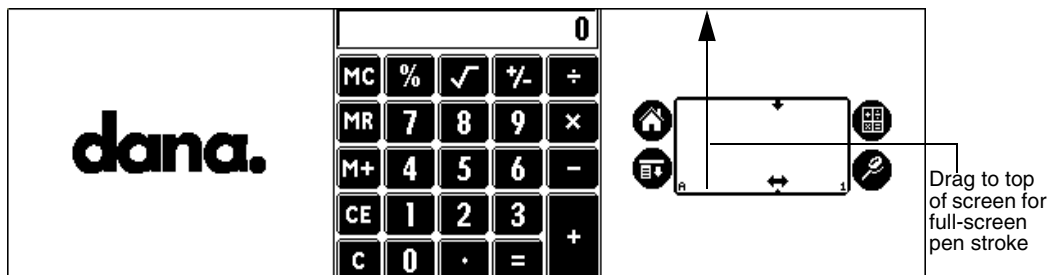 dana.
0
MC % √ +/- ÷
MR 7 8 9 ×
M+ 4 5 6 −
CE 1 2 3 +
C 0 . =
A 1
Drag to top
of screen for
full-screen
pen stroke